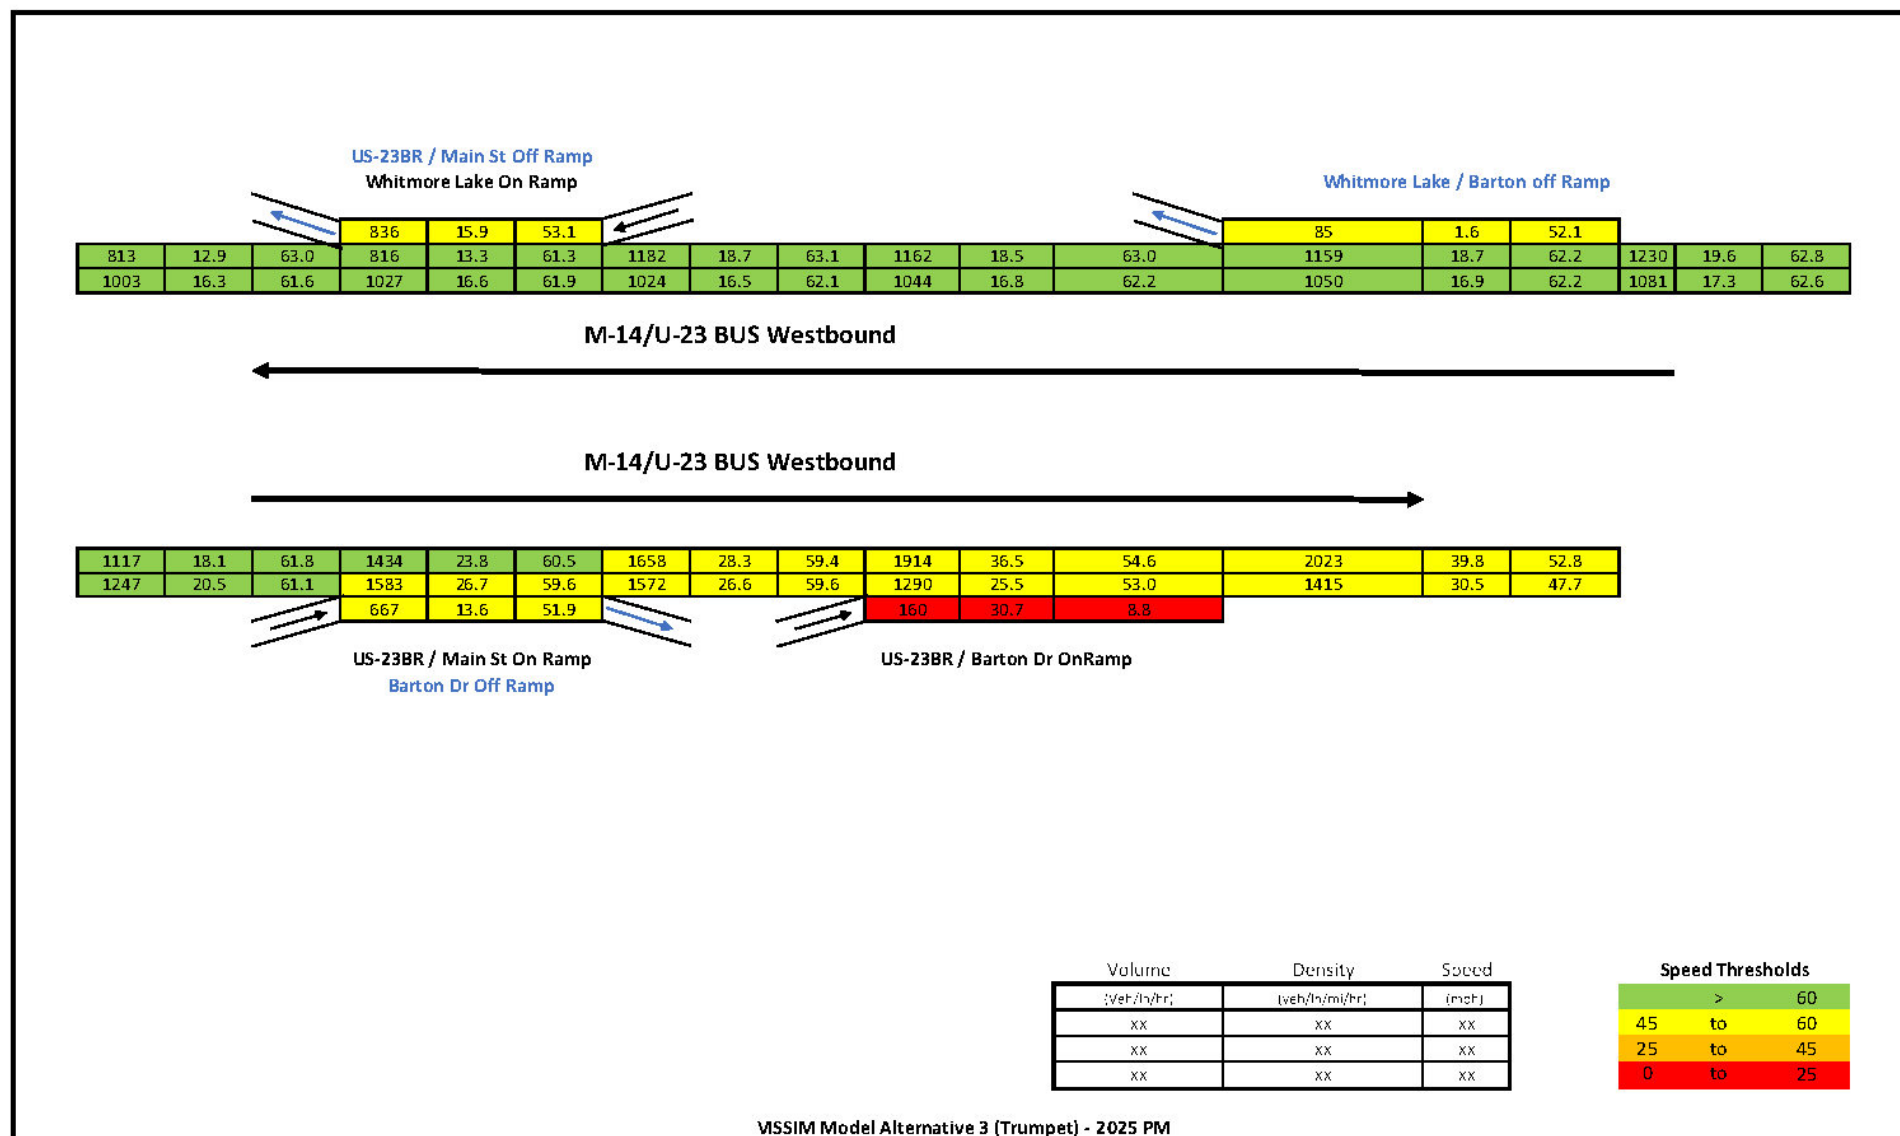 US-23BR / Main St Off Ramp
Whitmore Lake On Ramp
Whitmore Lake / Barton off Ramp
836 15.9 53.1 85 1.6 52.1
813 12.9 63.0 816 13.3 61.3 1182 18.7 63.1 1162 18.5 63.0 1159 18.7 62.2 1230 19.6 62.8
1003 16.3 61.6 1027 16.6 61.9 1024 16.5 62.1 1044 16.8 62.2 1050 16.9 62.2 1081 17.3 62.6
M-14/U-23 BUS Westbound
M-14/U-23 BUS Westbound
1117 18.1 61.8 1434 23.8 60.5 1658 28.3 59.4 1914 36.5 54.6 2023 39.8 52.8
1247 20.5 61.1 1583 26.7 59.6 1572 26.6 59.6 1290 25.5 53.0 1415 30.5 47.7
667 13.6 51.9 160 30.7 8.8
US-23BR / Main St On Ramp
Barton Dr Off Ramp
US-23BR / Barton Dr OnRamp
Volume Density Speed
(Veh/ln/hr) (veh/ln/mi/hr) (mph)
xx xx xx
xx xx xx
xx xx xx
Speed Thresholds
> 60
45 to 60
25 to 45
0 to 25
VISSIM Model Alternative 3 (Trumpet) - 2025 PM